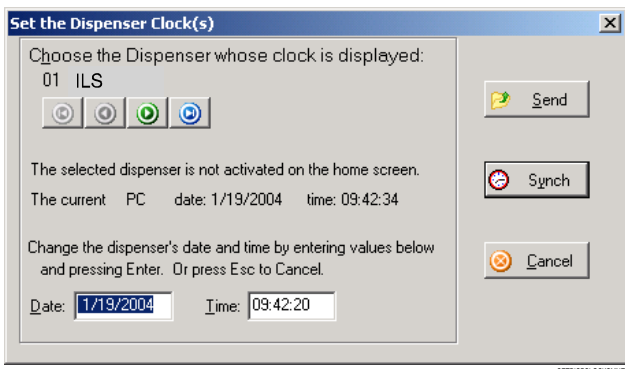 Set the Dispenser Clock(s)
Choose the Dispenser whose clock is displayed:
01 ILS
Send
The selected dispenser is not activated on the home screen.
Synch
The current PC date: 1/19/2004 time: 09:42:34
Change the dispenser's date and time by entering values below
and pressing Enter. Or press Esc to Cancel.
Cancel
Date: 1/19/2004 Time: 09:42:20